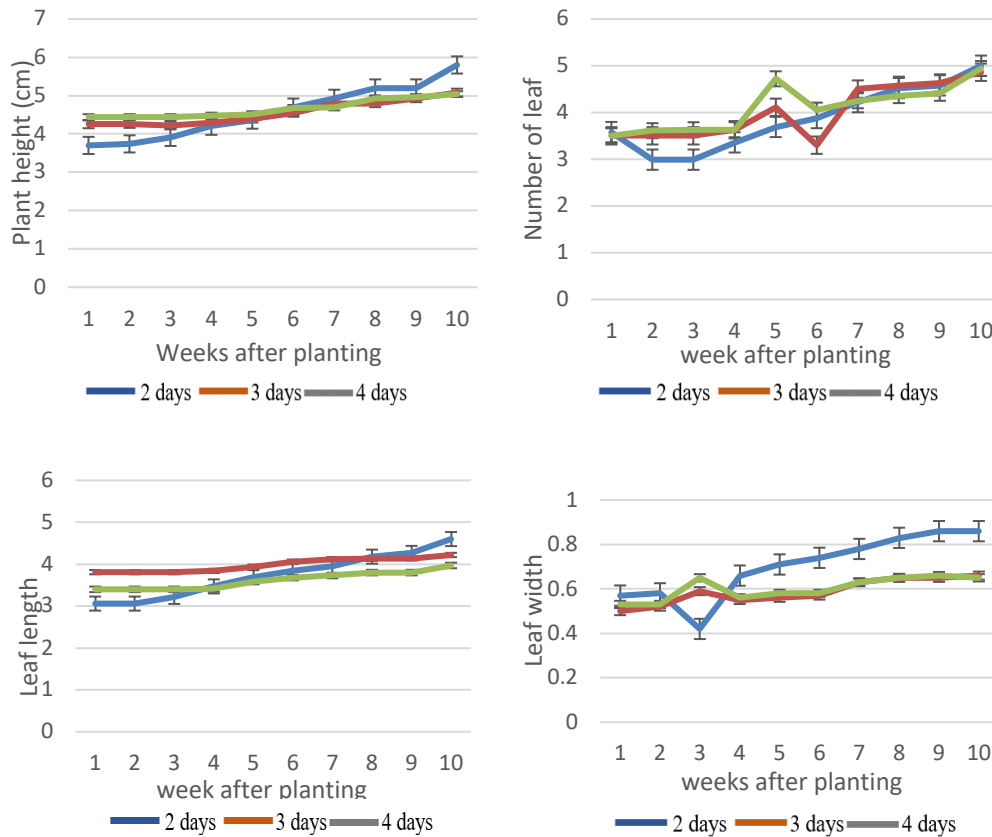 Plant height (cm)
7
6
5
4
3
2
1
0
1 2 3 4 5 6 7 8 9 10
Weeks after planting
2 days 3 days 4 days
Number of leaf
6
5
4
3
2
1
0
1 2 3 4 5 6 7 8 9 10
week after planting
2 days 3 days 4 days
Leaf length
6
5
4
3
2
1
0
1 2 3 4 5 6 7 8 9 10
week after planting
2 days 3 days 4 days
Leaf width
1
0.8
0.6
0.4
0.2
0
1 2 3 4 5 6 7 8 9 10
weeks after planting
2 days 3 days 4 days